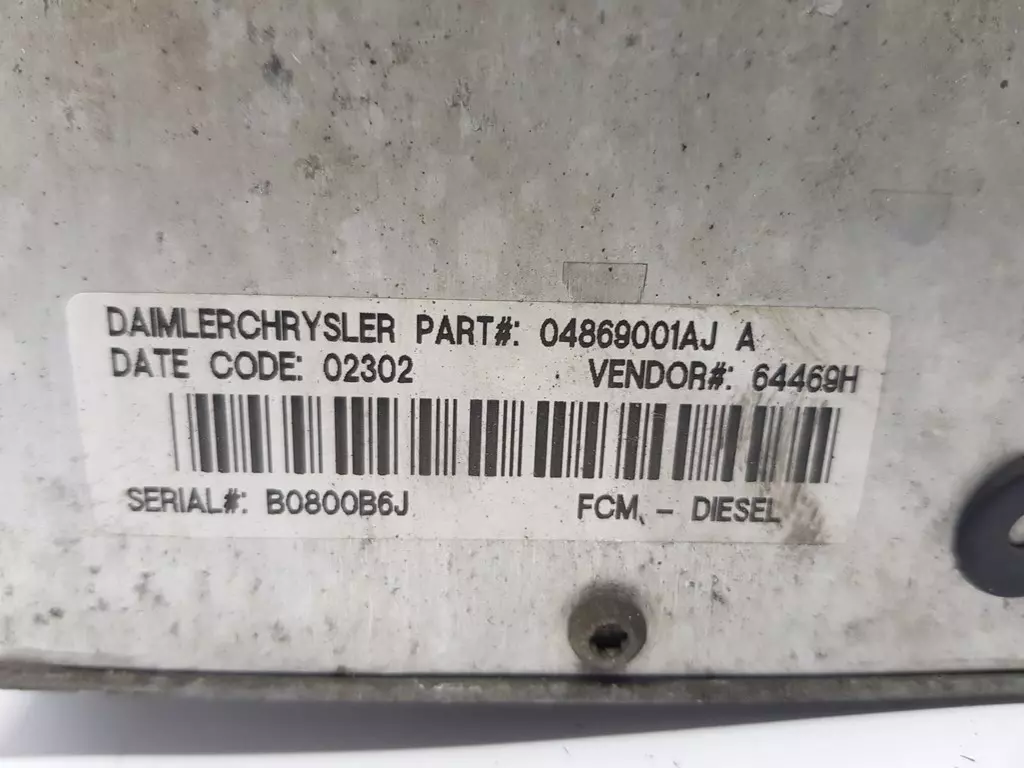 DAIMLERCHRYSLER PART#: 04869001AJ A
DATE CODE: 02302 VENDOR#: 64469H
SERIAL#: B0800B6J FCM - DIESEL